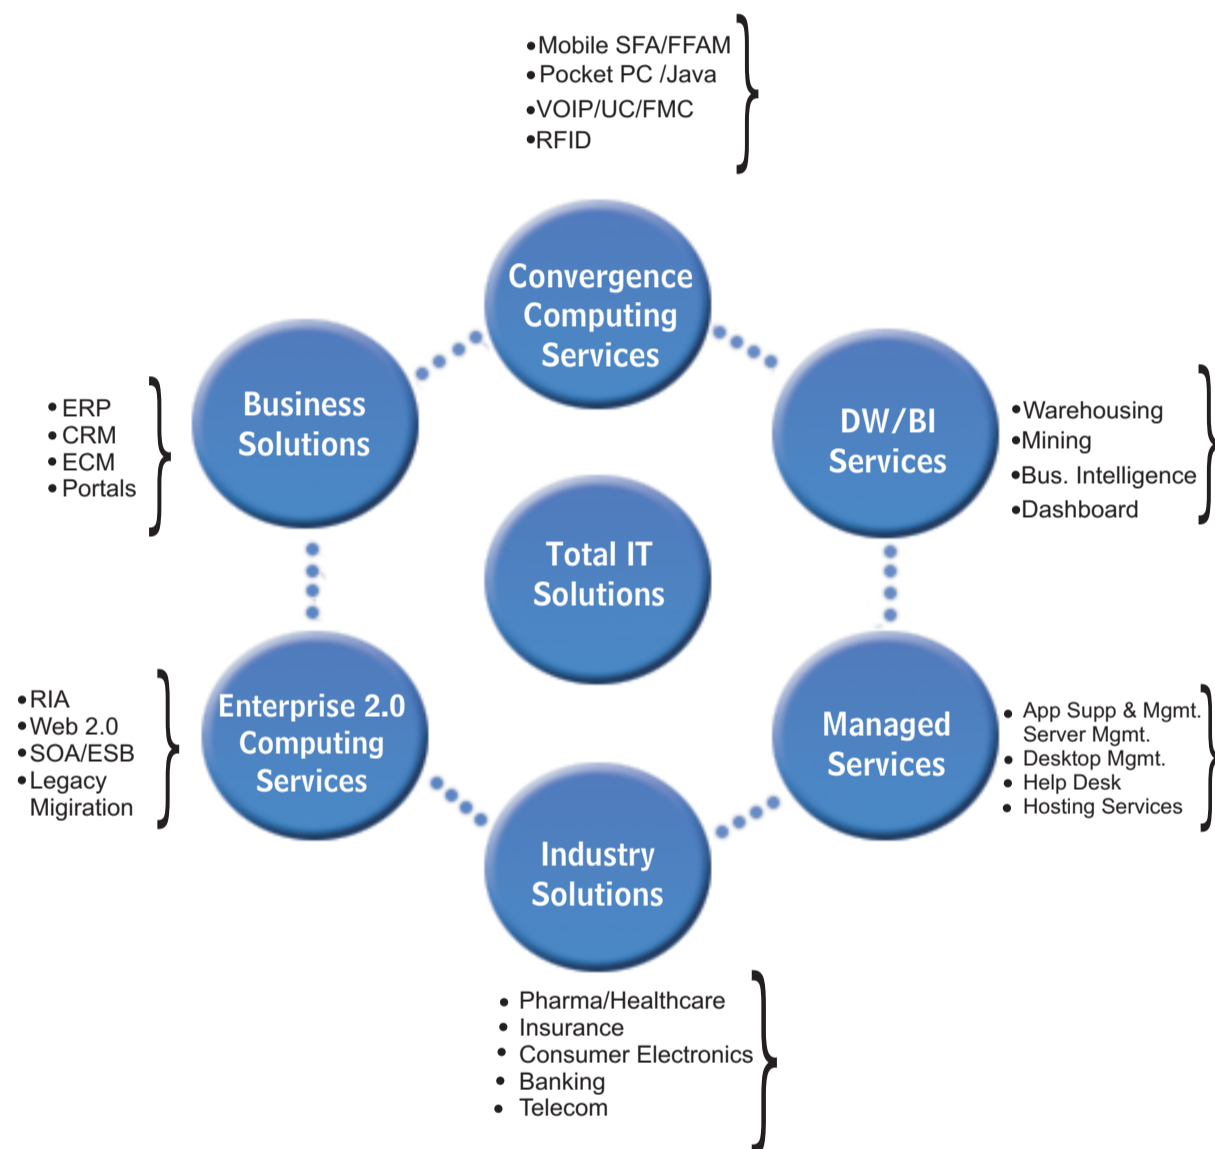 •Mobile SFA/FFAM
•Pocket PC /Java
•VOIP/UC/FMC
•RFID
Convergence
Computing
Services
Business
Solutions
•ERP
•CRM
•ECM
•Portals
DW/BI
Services
•Warehousing
•Mining
•Bus. Intelligence
•Dashboard
Total IT
Solutions
Enterprise 2.0
Computing
Services
•RIA
•Web 2.0
•SOA/ESB
•Legacy
Migiration
Managed
Services
• App Supp & Mgmt.
Server Mgmt.
• Desktop Mgmt.
• Help Desk
• Hosting Services
Industry
Solutions
• Pharma/Healthcare
• Insurance
• Consumer Electronics
• Banking
• Telecom